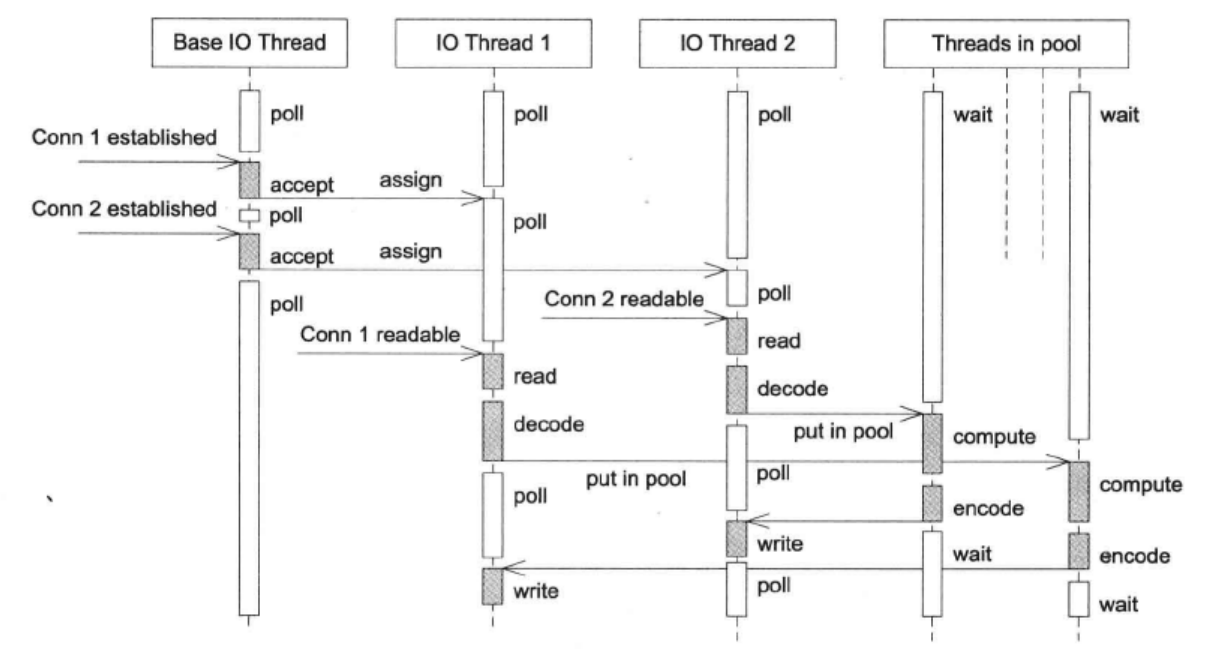 Base IO Thread
IO Thread 1
IO Thread 2
Threads in pool
poll
poll
poll
wait
wait
Conn 1 established
accept
assign
Conn 2 established
poll
poll
accept
assign
poll
Conn 2 readable
poll
Conn 1 readable
read
read
decode
decode
put in pool
compute
put in pool
poll
compute
poll
encode
write
wait
encode
write
poll
wait